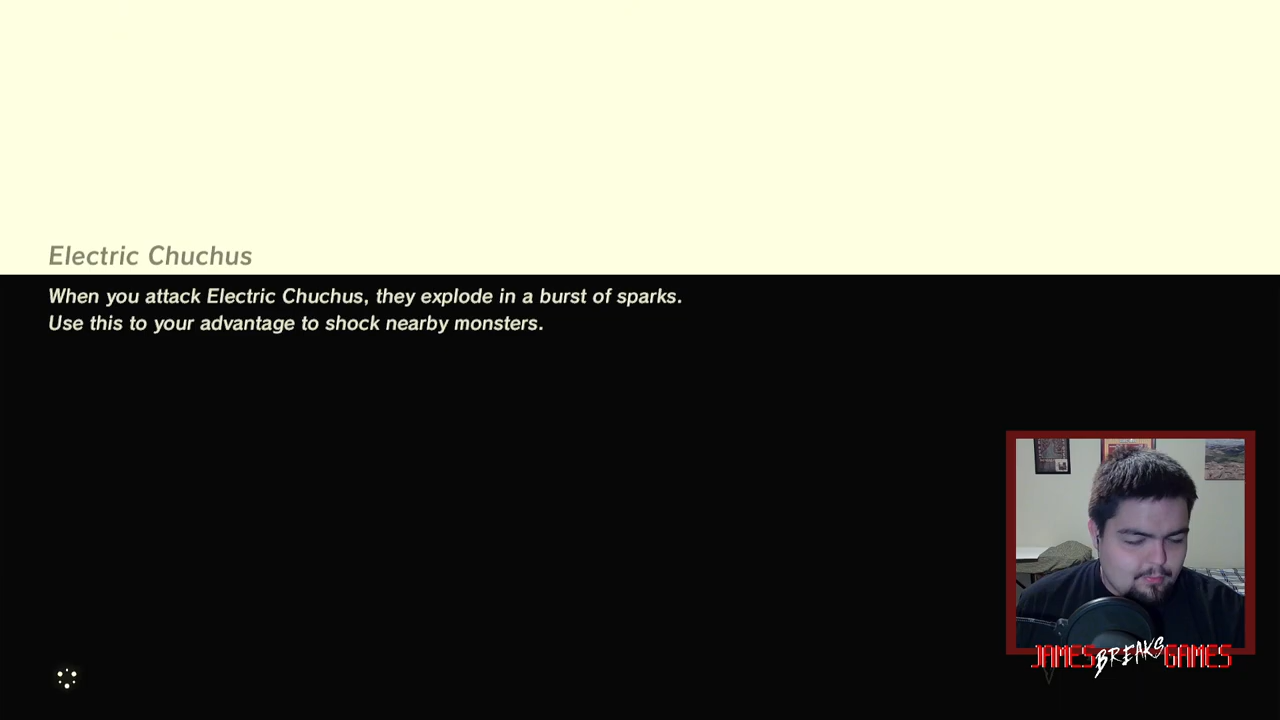 Electric Chuchus
When you attack Electric Chuchus, they explode in a burst of sparks.
Use this to your advantage to shock nearby monsters.
JAMES BREAKS GAMES